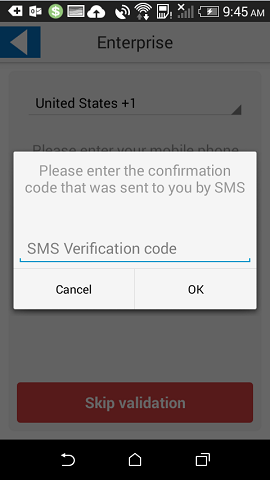 9:45 AM
Enterprise
United States +1
Please enter your mobile phone
Please enter the confirmation
code that was sent to you by SMS
SMS Verification code
Cancel
OK
Skip validation